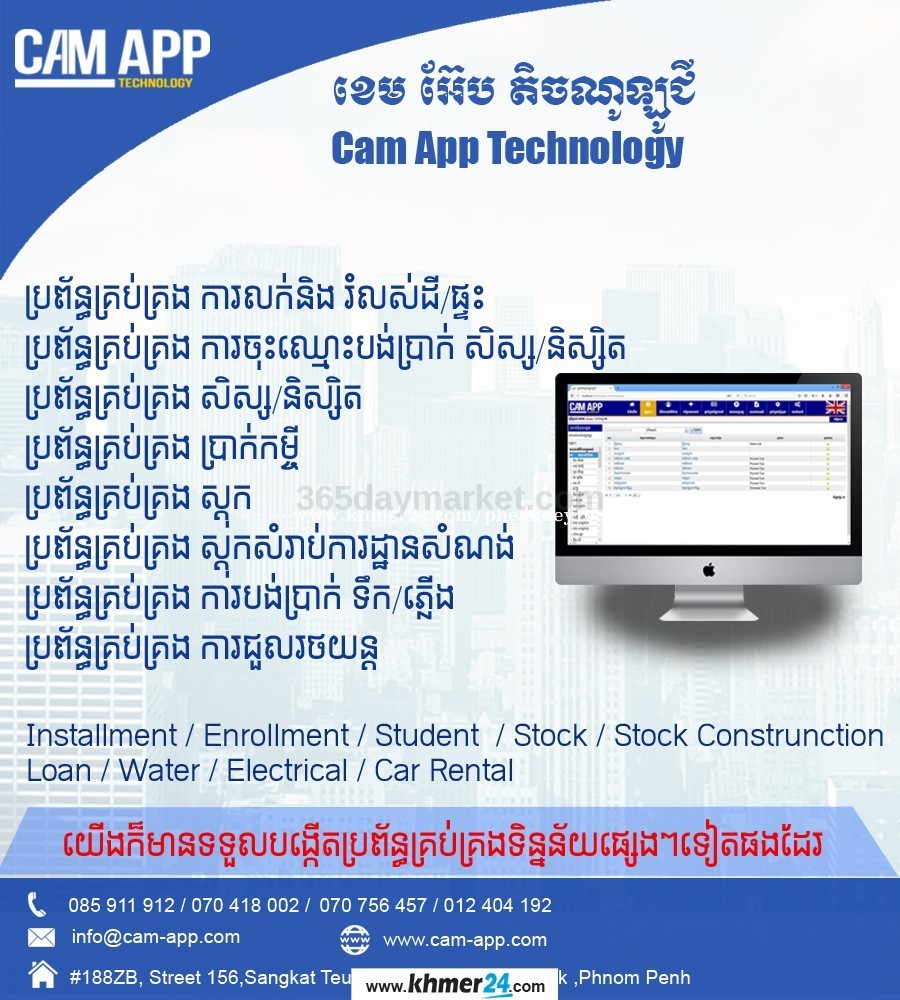 CAM APP
TECHNOLOGY
ខេម អ៊ែប តិចណូឡូជី
Cam App Technology
ប្រព័ន្ធគ្រប់គ្រង ការលក់និង រំលស់ដី/ផ្ទះ
ប្រព័ន្ធគ្រប់គ្រង ការចុះឈ្មោះបង់ប្រាក់ សិស្ស/និស្សិត
ប្រព័ន្ធគ្រប់គ្រង សិស្ស/និស្សិត
ប្រព័ន្ធគ្រប់គ្រង ប្រាក់កម្ចី
ប្រព័ន្ធគ្រប់គ្រង ស្តុក
ប្រព័ន្ធគ្រប់គ្រង ស្តុកសំរាប់ការដ្ឋានសំណង់
ប្រព័ន្ធគ្រប់គ្រង ការបង់ប្រាក់ ទឹក/ភ្លើង
ប្រព័ន្ធគ្រប់គ្រង ការជួលរថយន្ត
CAM APP
365daymarket.com
Installment / Enrollment / Student / Stock / Stock Construnction
Loan / Water / Electrical / Car Rental
យើងក៏មានទទួលបង្កើតប្រព័ន្ធគ្រប់គ្រងទិន្នន័យផ្សេងៗទៀតផងដែរ
085 911 912 / 070 418 002 / 070 756 457 / 012 404 192
info@cam-app.com
www.cam-app.com
#188ZB, Street 156,Sangkat Teu ,Phnom Penh
www.khmer24.com